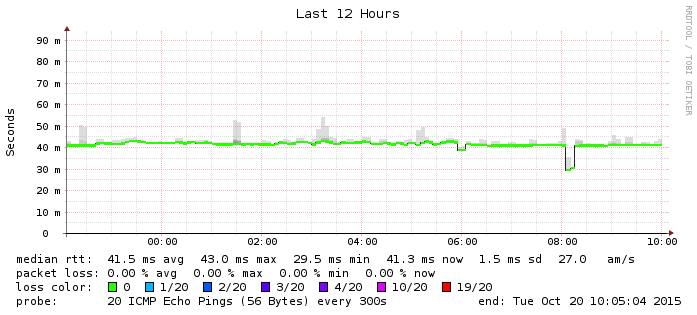 Last 12 Hours
RRDTOOL / TOBI OETIKER
Seconds
90 m
80 m
70 m
60 m
50 m
40 m
30 m
20 m
10 m
0
00:00 02:00 04:00 06:00 08:00 10:00
median rtt: 41.5 ms avg 43.0 ms max 29.5 ms min 41.3 ms now 1.5 ms sd 27.0 am/s
packet loss: 0.00 % avg 0.00 % max 0.00 % min 0.00 % now
loss color: 0 1/20 2/20 3/20 4/20 10/20 19/20
probe: 20 ICMP Echo Pings (56 Bytes) every 300s end: Tue Oct 20 10:05:04 2015